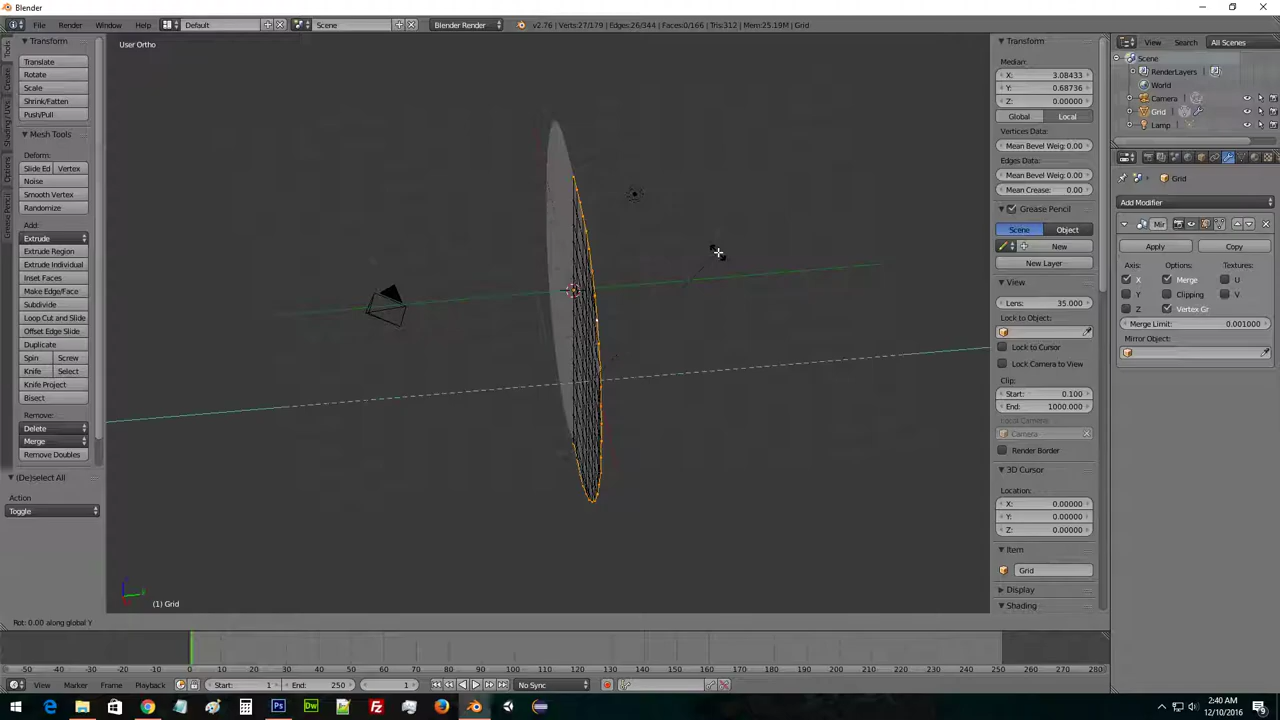 Blender
File Render Window Help Default Scene Blender Render v2.76 | Verts:27/179 | Edges:26/344 | Faces:0/166 | Tris:312 | Mem:25.19M | Grid View Search All Scenes
Transform
Translate
Rotate
Scale
Shrink/Fatten
Push/Pull
Mesh Tools
Deform:
Slide Ed Vertex
Noise
Smooth Vertex
Randomize
Add:
Extrude
Extrude Region
Extrude Individual
Inset Faces
Make Edge/Face
Subdivide
Loop Cut and Slide
Offset Edge Slide
Duplicate
Spin Screw
Knife Select
Knife Project
Bisect
Remove:
Delete
Merge
Remove Doubles
(De)select All
Action
Toggle
Tools
Create
Shading / UVs
Options
Grease Pencil
User Ortho
(1) Grid
Transform
Median:
X: 3.08433
Y: 0.68736
Z: 0.00000
Global Local
Vertices Data:
Mean Bevel Weig: 0.00
Edges Data:
Mean Bevel Weig: 0.00
Mean Crease: 0.00
Grease Pencil
Scene Object
New
New Layer
View
Lens: 35.000
Lock to Object:
Lock to Cursor
Lock Camera to View
Clip:
Start: 0.100
End: 1000.000
Local Camera:
Camera
Render Border
3D Cursor
Location:
X: 0.00000
Y: 0.00000
Z: 0.00000
Item
Grid
Display
Shading
Scene
RenderLayers
World
Camera
Grid
Lamp
Grid
Add Modifier
Mir
Apply Copy
Axis: Options: Textures:
X Merge U
Y Clipping V
Z Vertex Gr
Merge Limit: 0.001000
Mirror Object:
Rot: 0.00 along global Y
-50 -40 -30 -20 -10 0 10 20 30 40 50 60 70 80 90 100 110 120 130 140 150 160 170 180 190 200 210 220 230 240 250 260 270 280
View Marker Frame Playback Start: 1 End: 250 1 No Sync
2:40 AM
12/10/2016